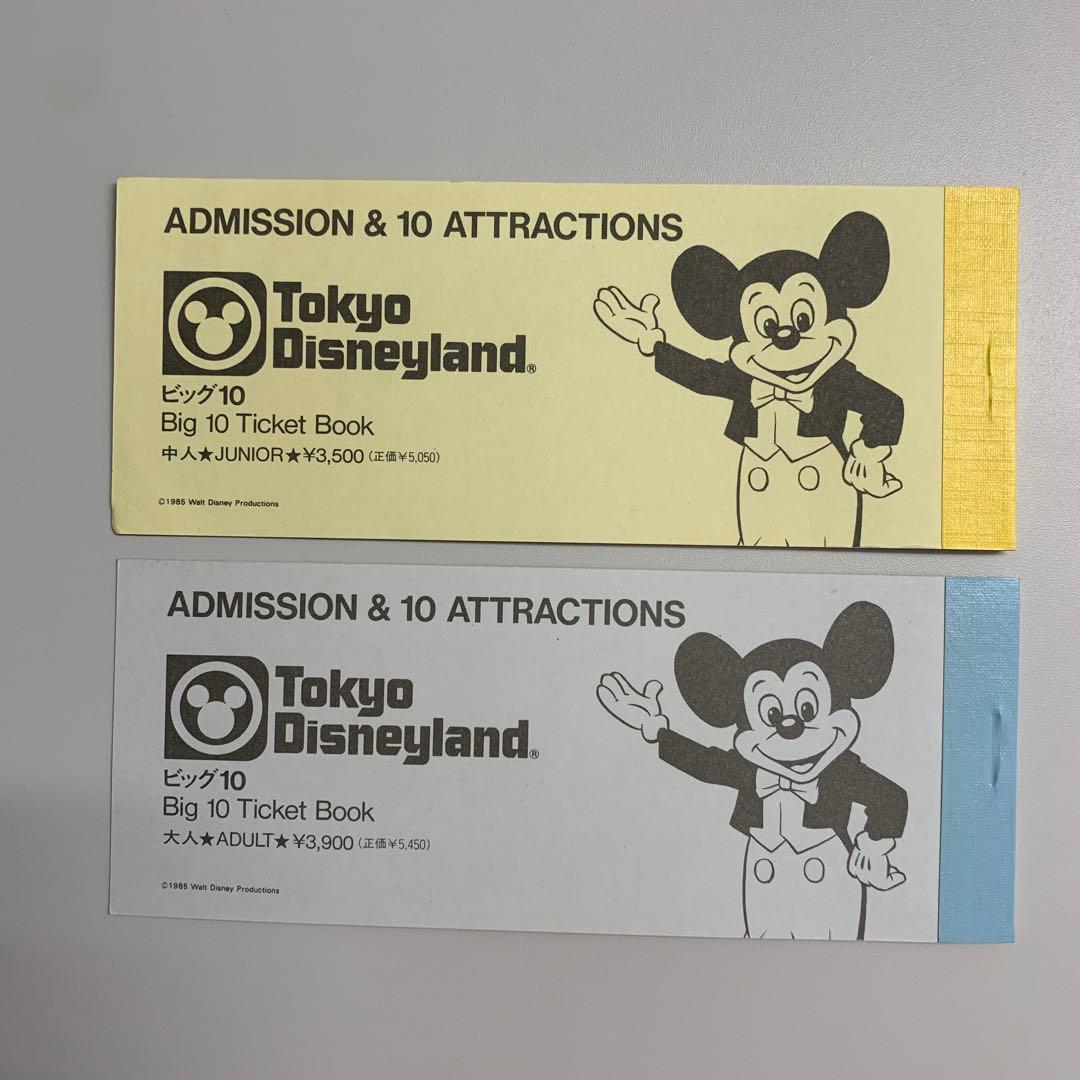 ADMISSION & 10 ATTRACTIONS
Tokyo
Disneyland®
ビッグ10
Big 10 Ticket Book
中人★JUNIOR★¥3,500（正価¥5,050）
©1985 Walt Disney Productions
ADMISSION & 10 ATTRACTIONS
Tokyo
Disneyland®
ビッグ10
Big 10 Ticket Book
大人★ADULT★¥3,900（正価¥5,450）
©1985 Walt Disney Productions